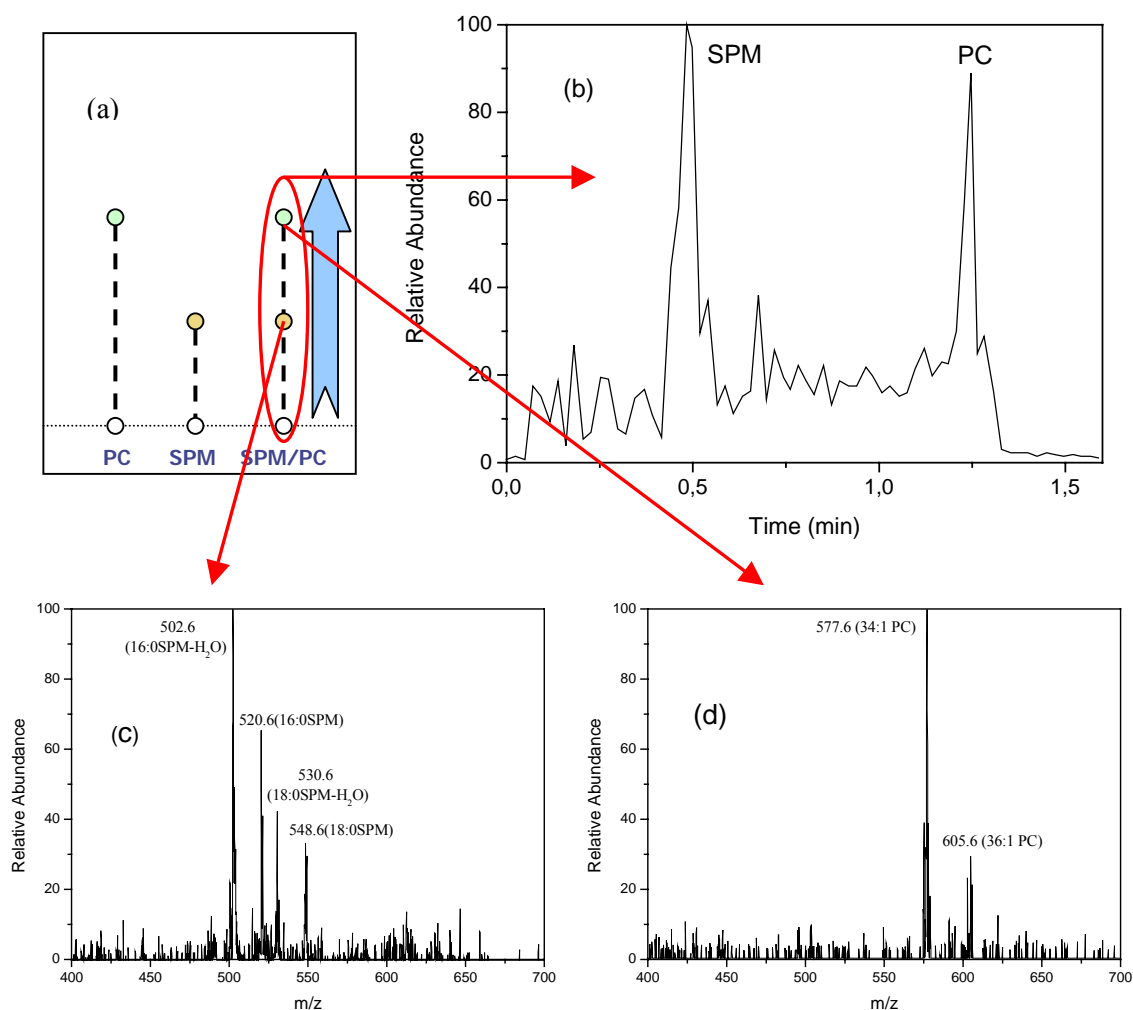 (a)
PC SPM SPM/PC
(b)
SPM
PC
Relative Abundance
100
80
60
40
20
0
0,0 0,5 1,0 1,5
Time (min)
(c)
502.6
(16:0SPM-H₂O)
520.6(16:0SPM)
530.6
(18:0SPM-H₂O)
548.6(18:0SPM)
Relative Abundance
100
80
60
40
20
0
400 450 500 550 600 650 700
m/z
(d)
577.6 (34:1 PC)
605.6 (36:1 PC)
Relative Abundance
100
80
60
40
20
0
400 450 500 550 600 650 700
m/z